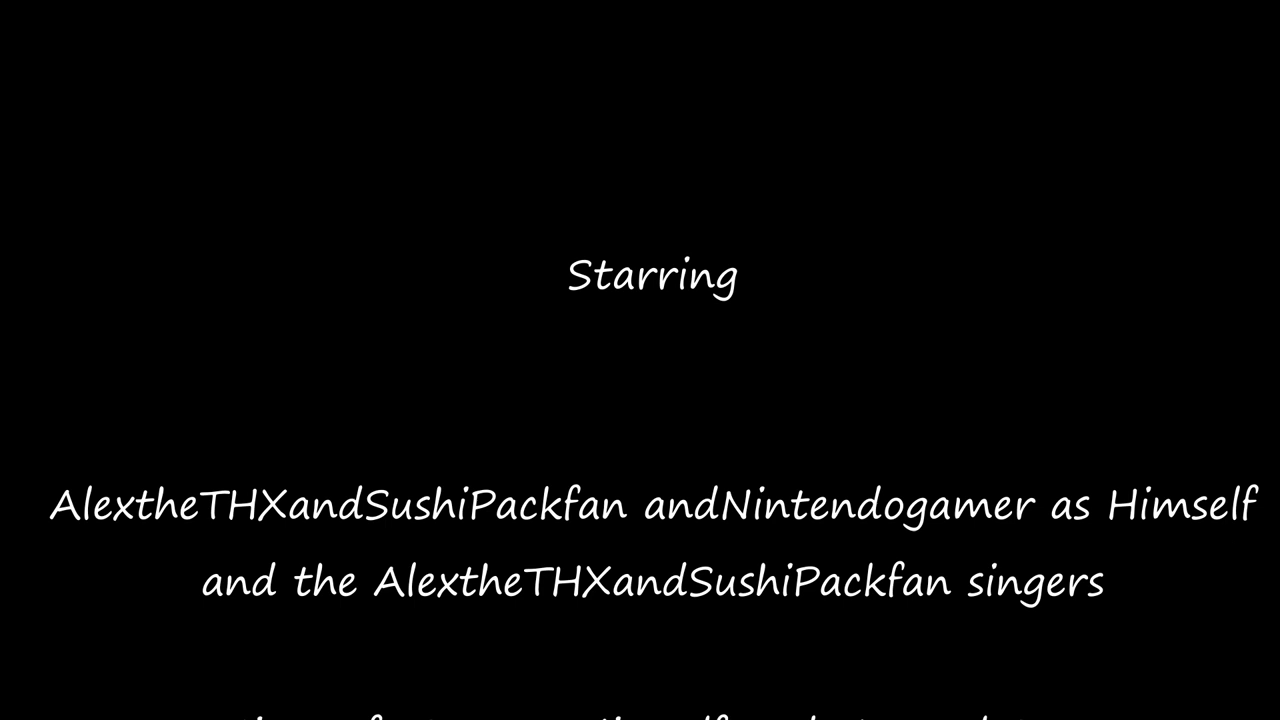 Starring
AlextheTHXandSushiPackfan andNintendogamer as Himself
and the AlextheTHXandSushiPackfan singers